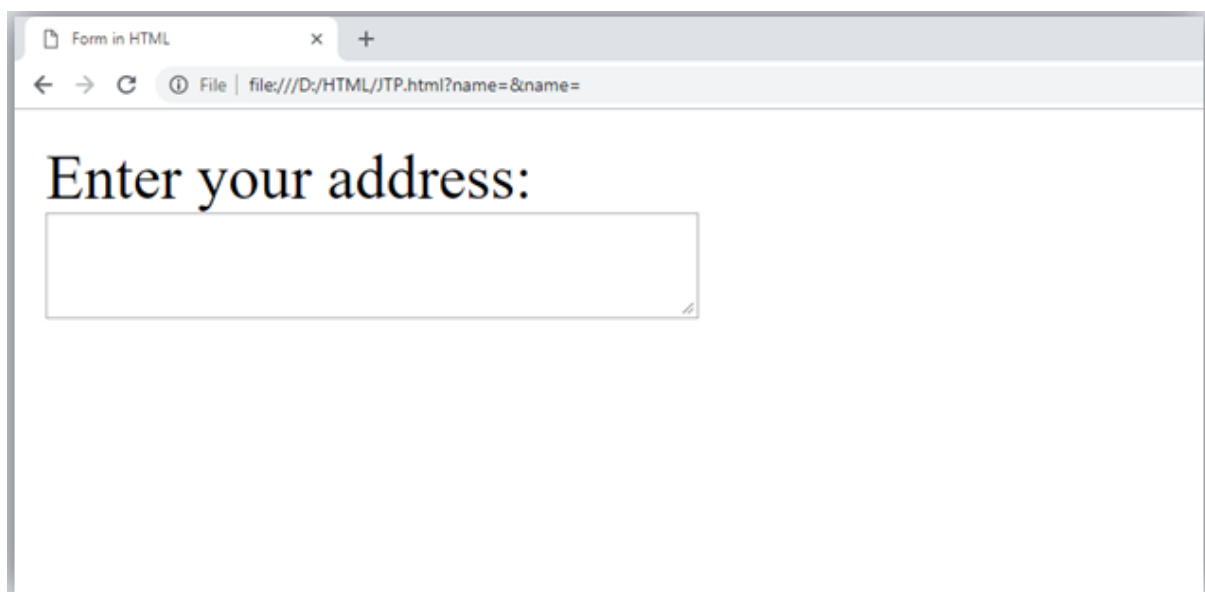 Form in HTML
File | file:///D:/HTML/JTP.html?name=&name=
Enter your address: